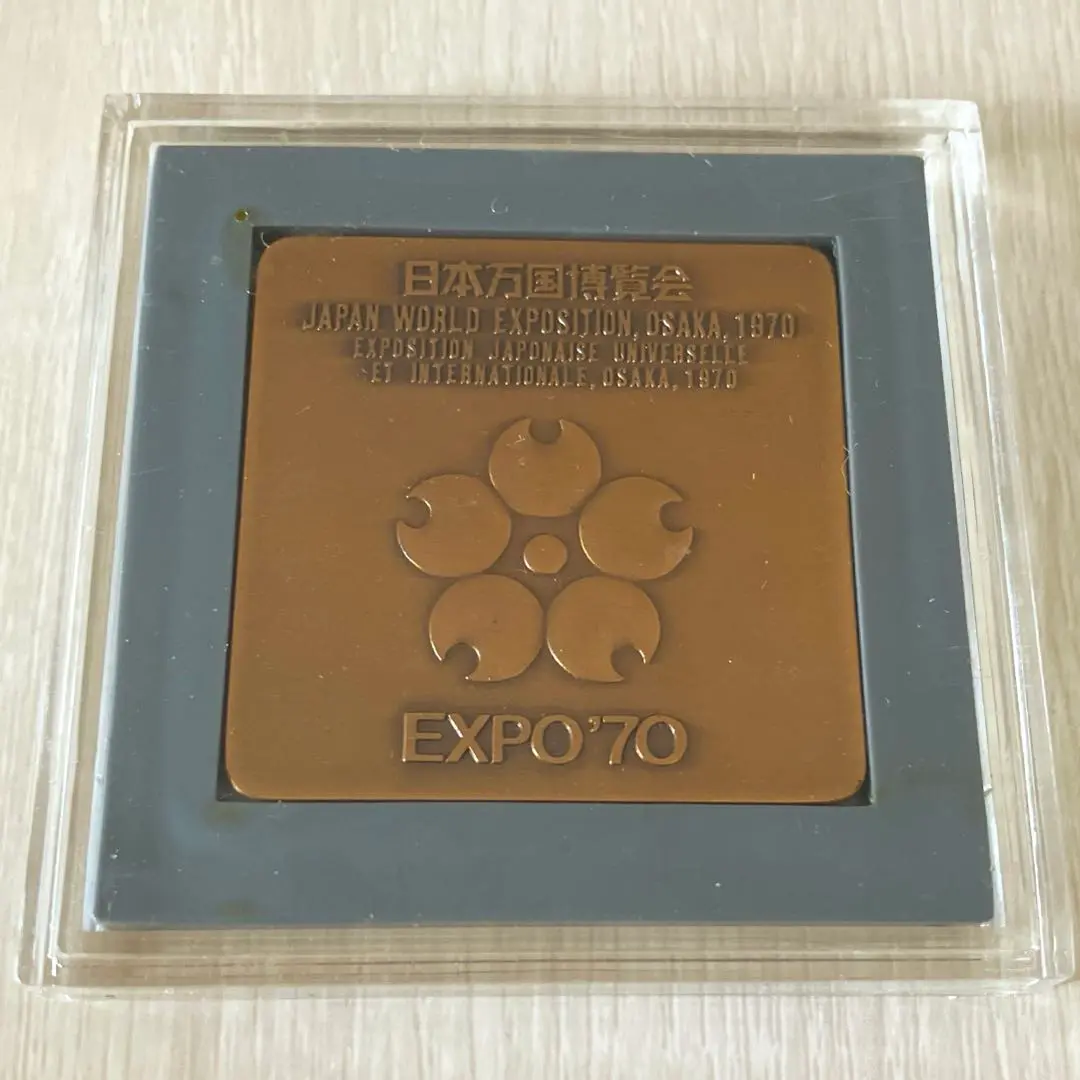 日本万国博覧会
JAPAN WORLD EXPOSITION, OSAKA, 1970
EXPOSITION JAPONAISE UNIVERSELLE
ET INTERNATIONALE, OSAKA, 1970
EXPO'70